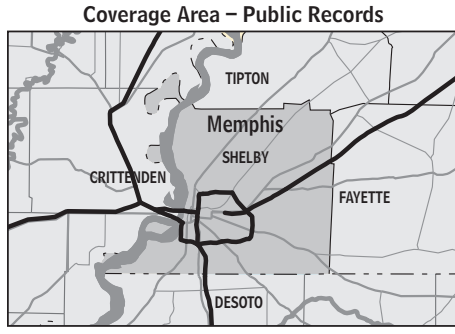 Coverage Area – Public Records
TIPTON
Memphis
SHELBY
CRITTENDEN
FAYETTE
DESOTO